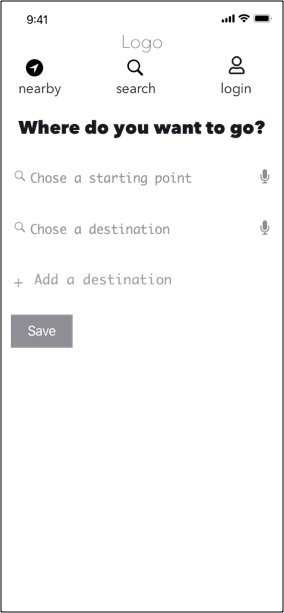 9:41
Logo
nearby search login
Where do you want to go?
Chose a starting point
Chose a destination
+ Add a destination
Save